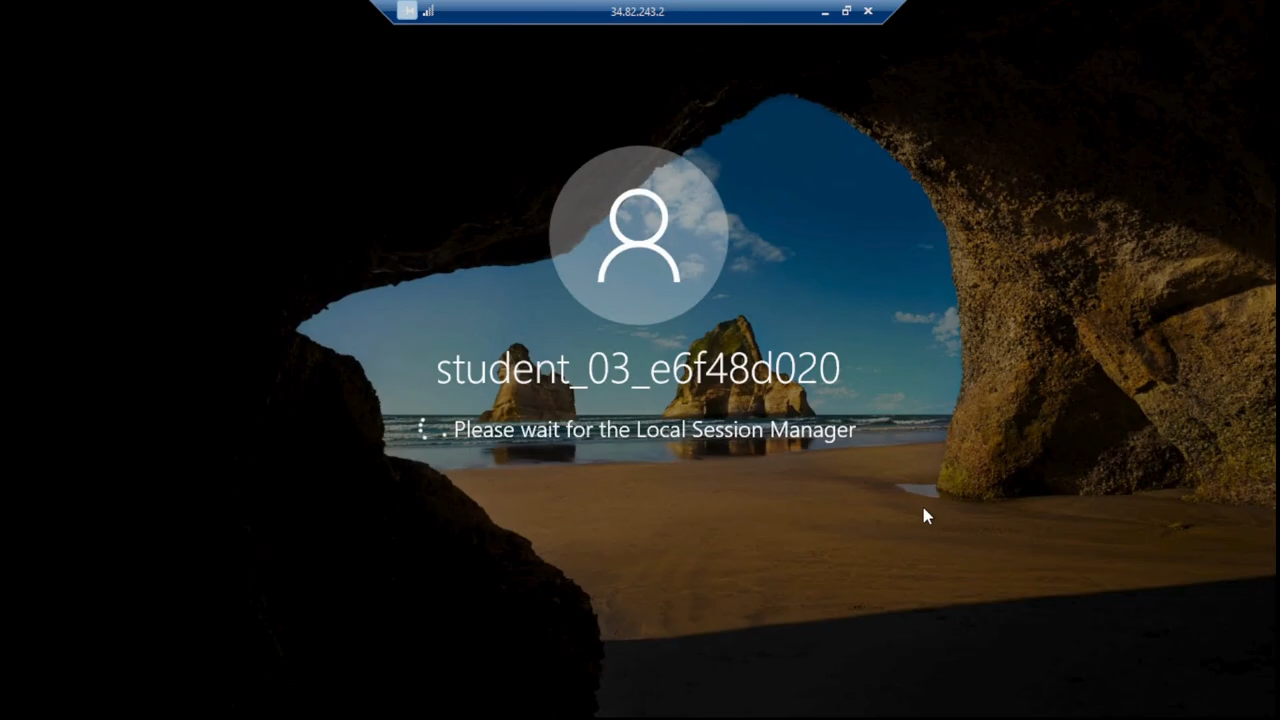 34.82.243.2
student_03_e6f48d020
Please wait for the Local Session Manager